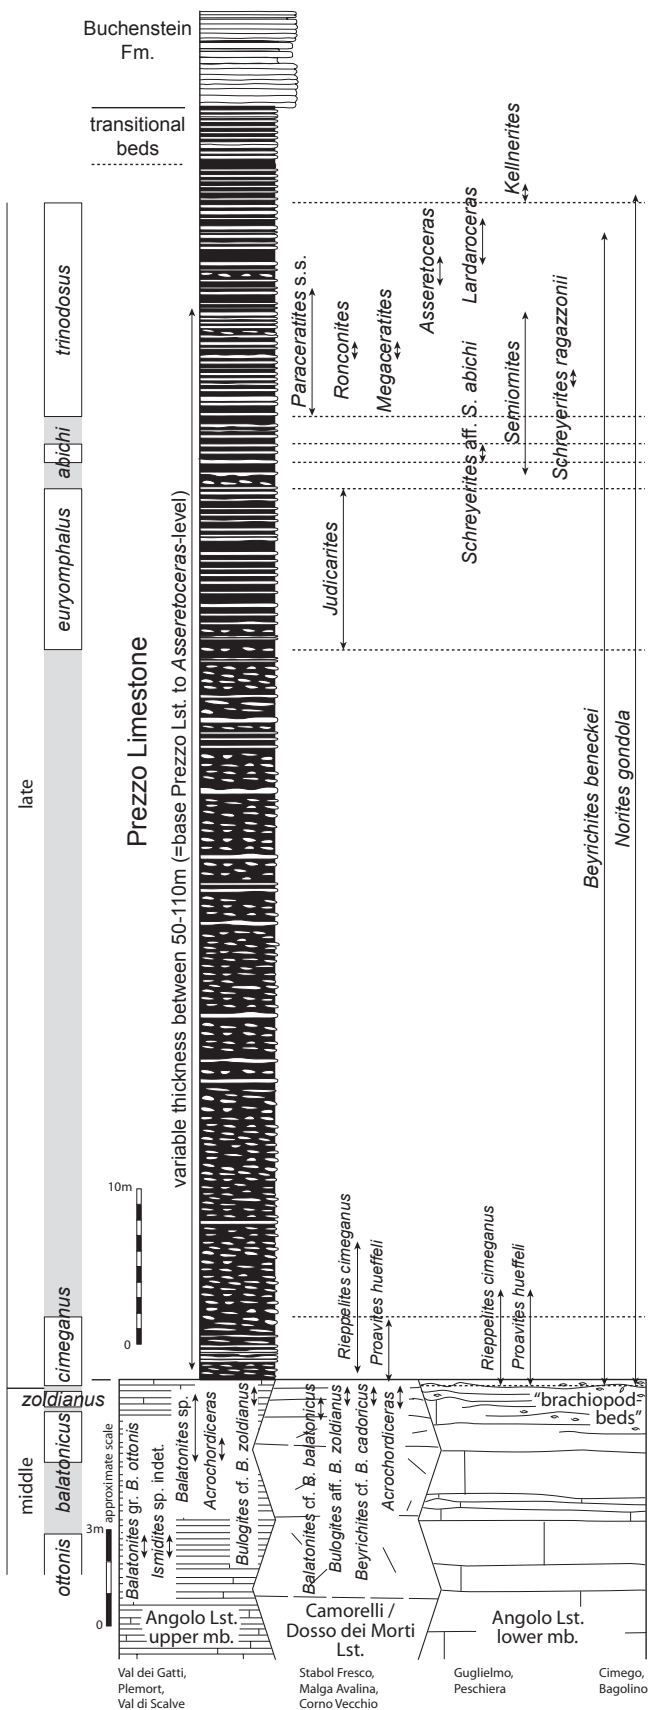 Buchenstein
Fm.
transitional
beds
Kellnerites
Lardaroceras
Asseretoceras
Paraceratites s.s.
Ronconites
Megaceratites
Schreyerites aff. S. abichi
Semiornites
Schreyerites ragazzonii
Judicarites
Beyrichites beneckei
Norites gondola
trinodosus
abichi
euryomphalus
late
Prezzo Limestone
variable thickness between 50-110m (=base Prezzo Lst. to Asseretoceras-level)
10m
0
Rieppelites cimeganus
Proavites hueffeli
Rieppelites cimeganus
Proavites hueffeli
cimeganus
zoldianus
balatonicus
ottonis
middle
approximate scale
3m
0
Balatonites gr. B. ottonis
Ismidites sp. indet.
Balatonites sp.
Acrochordiceras
Bulogites cf. B. zoldianus
Balatonites cf. B. balatonicus
Bulogites aff. B. zoldianus
Beyrichites cf. B. cadoricus
Acrochordiceras
"brachiopod-
beds"
Angolo Lst.
upper mb.
Camorelli /
Dosso dei Morti
Lst.
Angolo Lst.
lower mb.
Val dei Gatti,
Plemort,
Val di Scalve
Stabol Fresco,
Malga Avalina,
Corno Vecchio
Guglielmo,
Peschiera
Cimego,
Bagolino